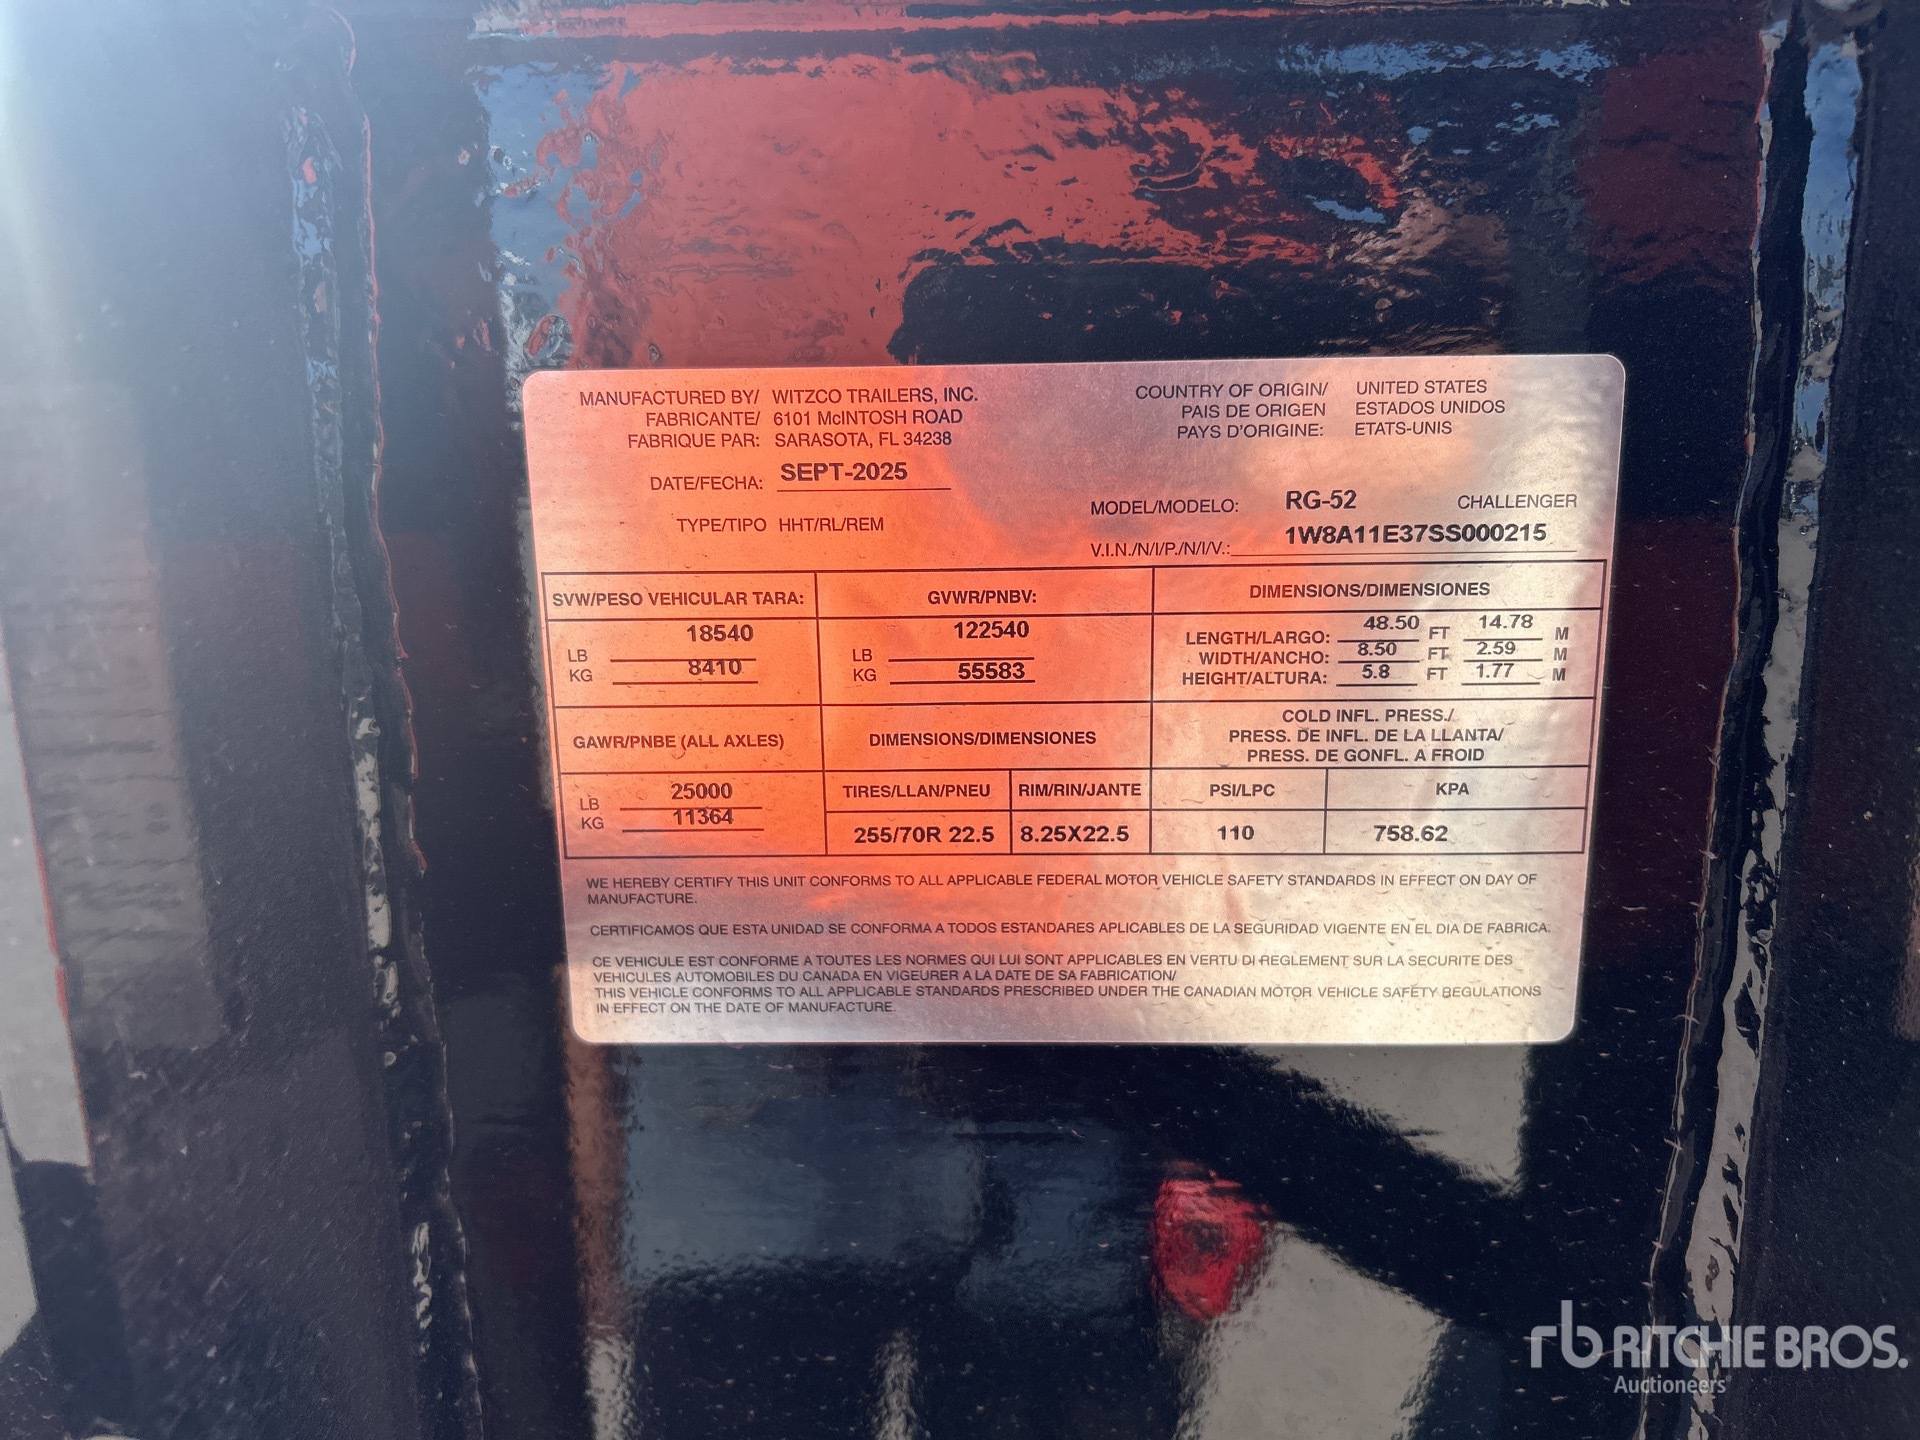 MANUFACTURED BY/ WITZCO TRAILERS, INC.
FABRICANTE/ 6101 McINTOSH ROAD
FABRIQUE PAR: SARASOTA, FL 34238
COUNTRY OF ORIGIN/ UNITED STATES
PAIS DE ORIGEN ESTADOS UNIDOS
PAYS D'ORIGINE: ETATS-UNIS
DATE/FECHA: SEPT-2025
TYPE/TIPO HHT/RL/REM
MODEL/MODELO: RG-52 CHALLENGER
V.I.N./N/I/P./N/I/V.: 1W8A11E37SS000215
SVW/PESO VEHICULAR TARA: GVWR/PNBV: DIMENSIONS/DIMENSIONES
LB 18540
KG 8410
LB 122540
KG 55583
LENGTH/LARGO: 48.50 FT 14.78 M
WIDTH/ANCHO: 8.50 FT 2.59 M
HEIGHT/ALTURA: 5.8 FT 1.77 M
GAWR/PNBE (ALL AXLES)
DIMENSIONS/DIMENSIONES
COLD INFL. PRESS./
PRESS. DE INFL. DE LA LLANTA/
PRESS. DE GONFL. A FROID
LB 25000
KG 11364
TIRES/LLAN/PNEU RIM/RIN/JANTE PSI/LPC KPA
255/70R 22.5 8.25X22.5 110 758.62
WE HEREBY CERTIFY THIS UNIT CONFORMS TO ALL APPLICABLE FEDERAL MOTOR VEHICLE SAFETY STANDARDS IN EFFECT ON DAY OF
MANUFACTURE.
CERTIFICAMOS QUE ESTA UNIDAD SE CONFORMA A TODOS ESTANDARES APLICABLES DE LA SEGURIDAD VIGENTE EN EL DIA DE FABRICA.
CE VEHICULE EST CONFORME A TOUTES LES NORMES QUI LUI SONT APPLICABLES EN VERTU DI REGLEMENT SUR LA SECURITE DES
VEHICULES AUTOMOBILES DU CANADA EN VIGEURER A LA DATE DE SA FABRICATION/
THIS VEHICLE CONFORMS TO ALL APPLICABLE STANDARDS PRESCRIBED UNDER THE CANADIAN MOTOR VEHICLE SAFETY REGULATIONS
IN EFFECT ON THE DATE OF MANUFACTURE.
rb RITCHIE BROS.
Auctioneers